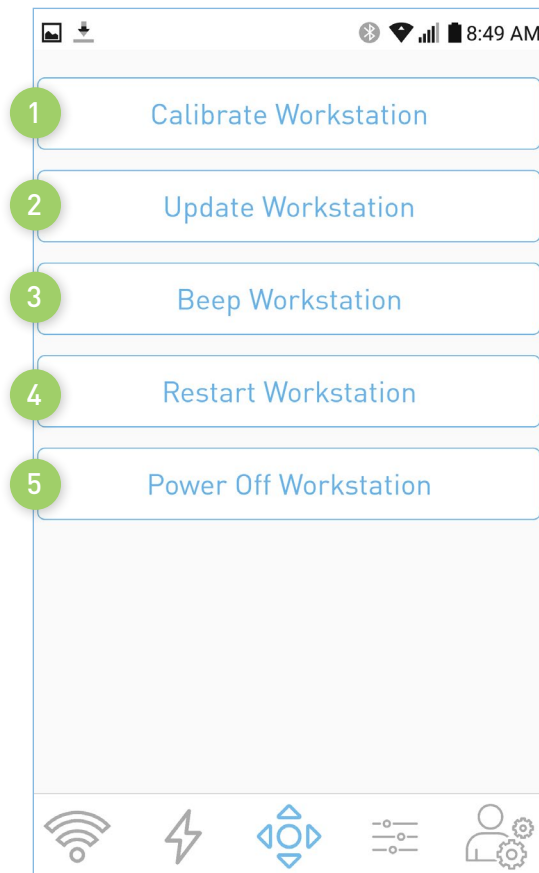 8:49 AM
1 Calibrate Workstation
2 Update Workstation
3 Beep Workstation
4 Restart Workstation
5 Power Off Workstation